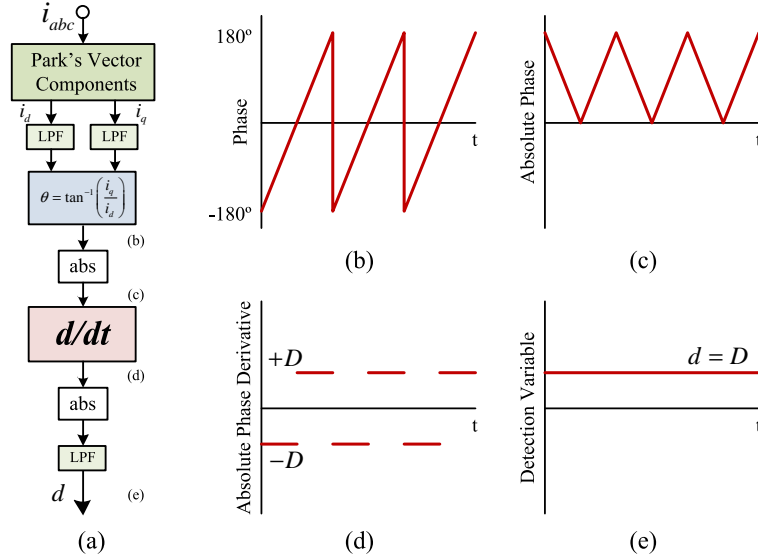 i_abc
Park's Vector
Components
i_d
i_q
LPF
LPF
θ = tan⁻¹(i_q/i_d)
(b)
abs
(c)
d/dt
(d)
abs
LPF
d
(e)
(a)
180º
Phase
t
-180º
(b)
Absolute Phase
t
(c)
Absolute Phase Derivative
+D
t
−D
(d)
Detection Variable
d = D
t
(e)